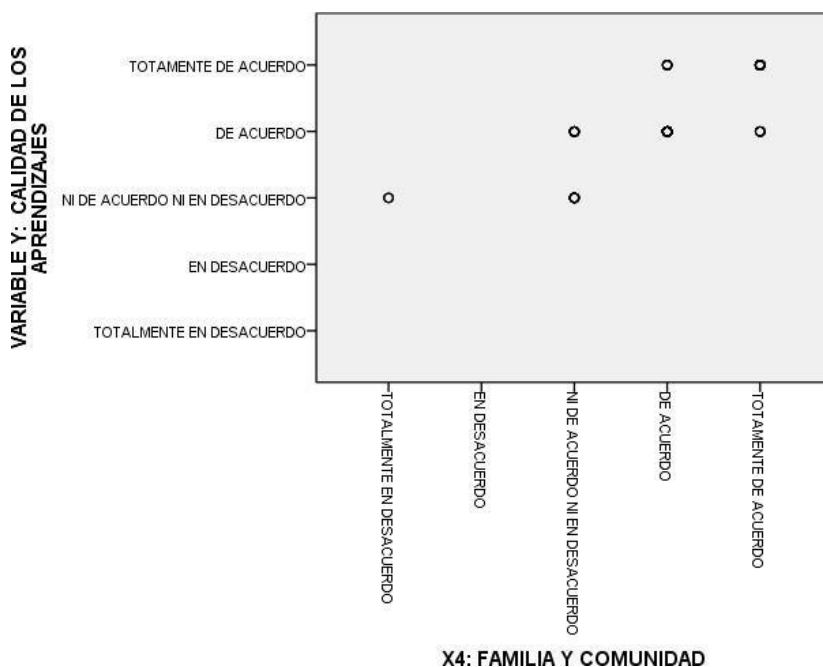 VARIABLE Y: CALIDAD DE LOS
APRENDIZAJES
TOTAMENTE DE ACUERDO
DE ACUERDO
NI DE ACUERDO NI EN DESACUERDO
EN DESACUERDO
TOTALMENTE EN DESACUERDO
TOTALMENTE EN DESACUERDO
EN DESACUERDO
NI DE ACUERDO NI EN DESACUERDO
DE ACUERDO
TOTAMENTE DE ACUERDO
X4: FAMILIA Y COMUNIDAD